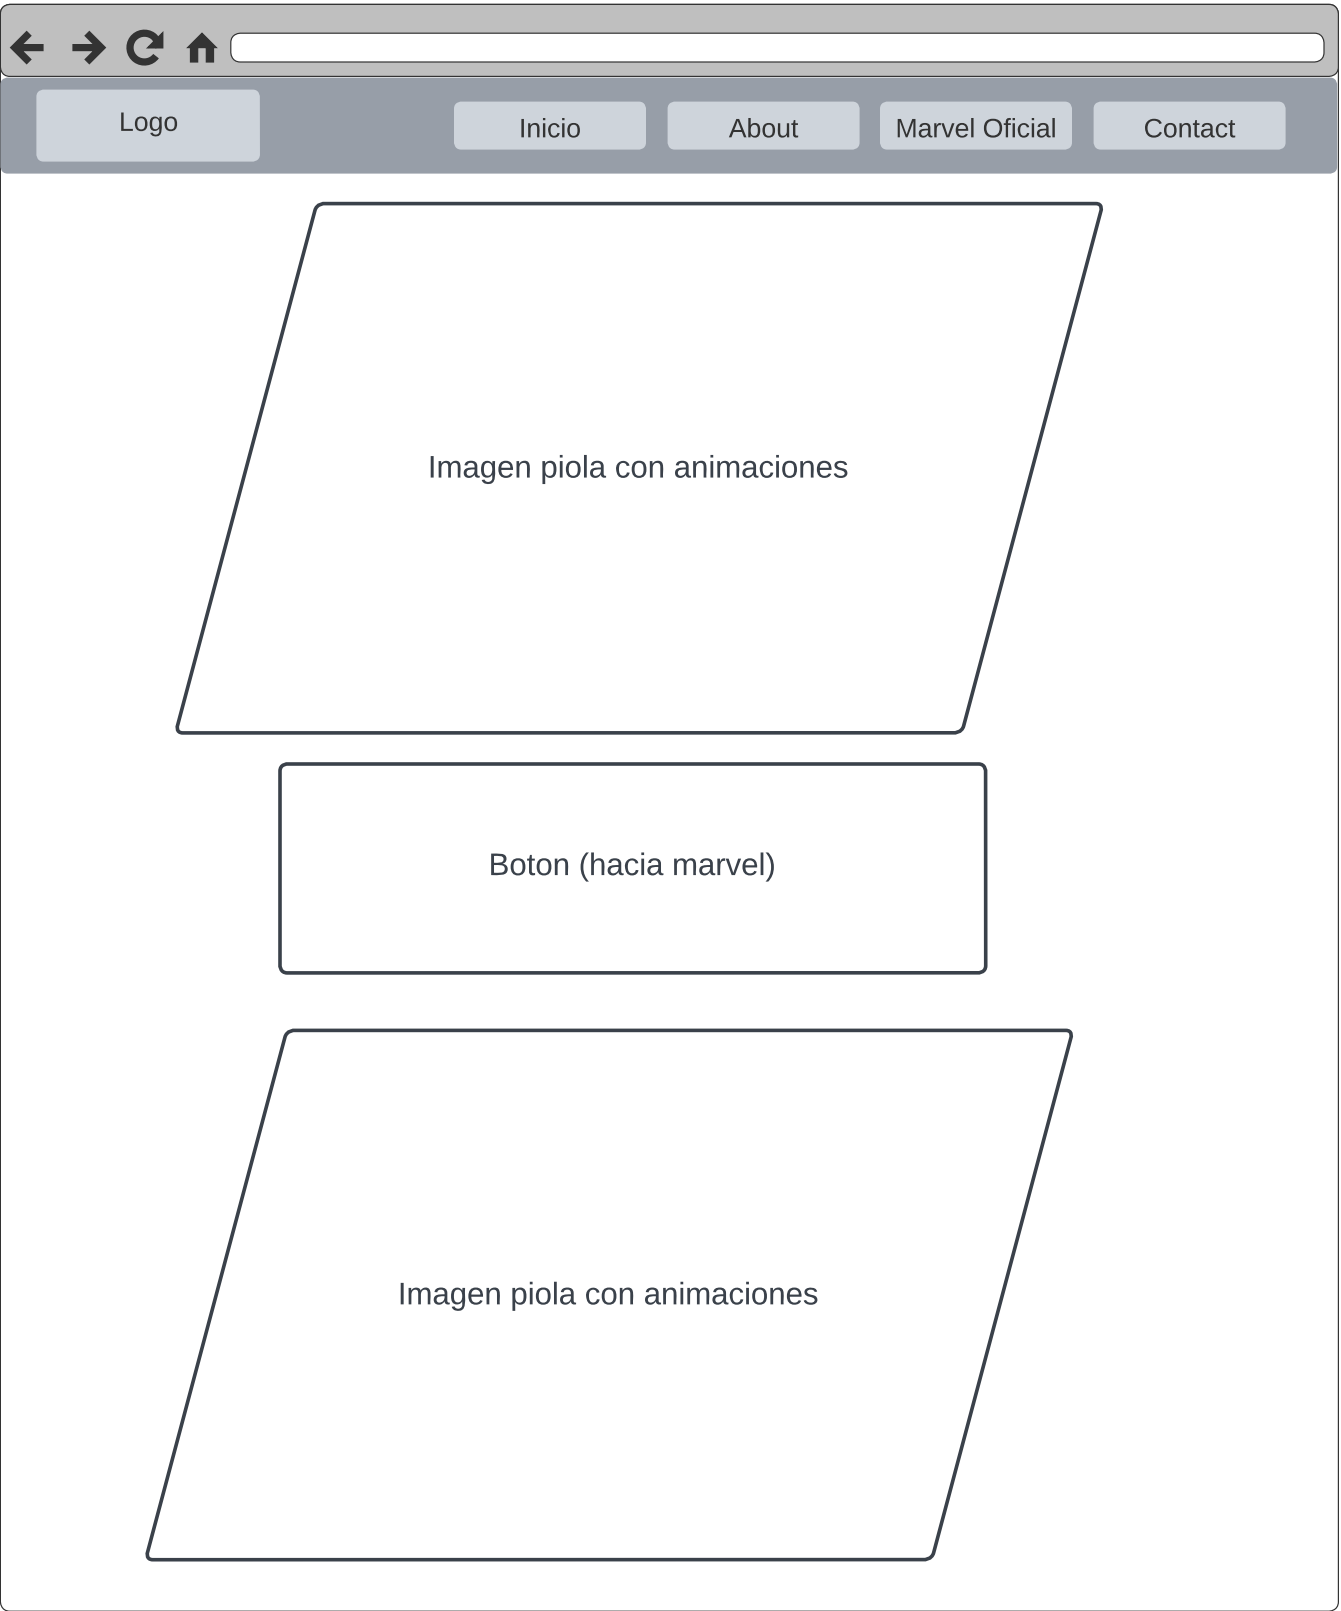 Logo
Inicio
About
Marvel Oficial
Contact
Imagen piola con animaciones
Boton (hacia marvel)
Imagen piola con animaciones